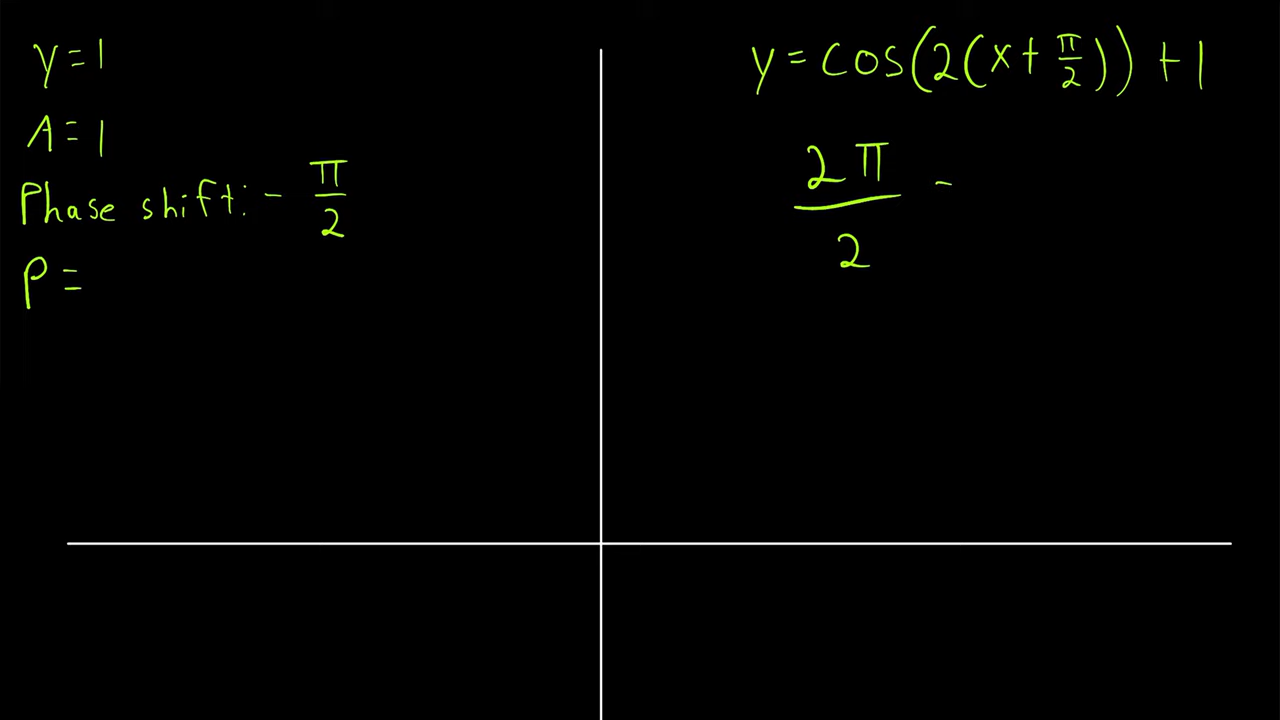 y = 1
A = 1
Phase shift: - π/2
P =
y = cos(2(x + π/2)) + 1
2π/2 -